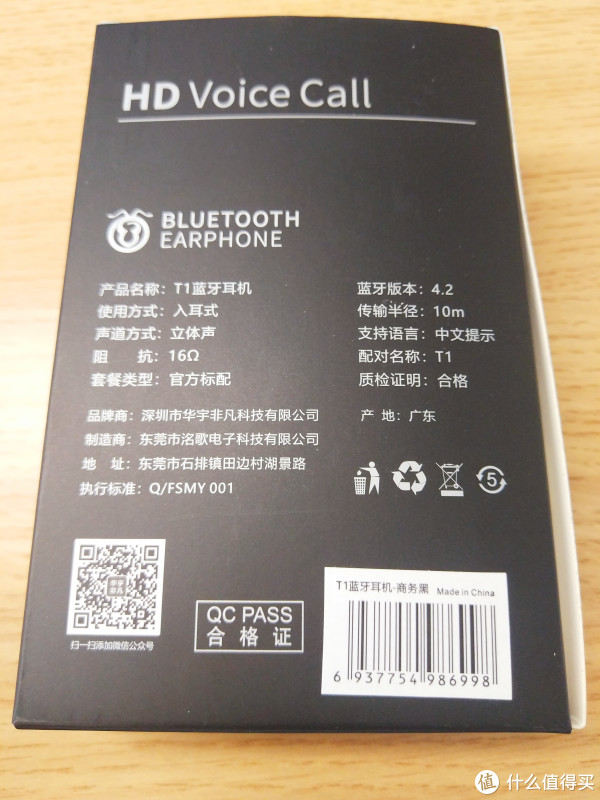 HD Voice Call
BLUETOOTH
EARPHONE
产品名称：T1蓝牙耳机
使用方式：入耳式
声道方式：立体声
阻 抗：16Ω
套餐类型：官方标配
蓝牙版本：4.2
传输半径：10m
支持语言：中文提示
配对名称：T1
质检证明：合格
品牌商：深圳市华宇非凡科技有限公司
产 地：广东
制造商：东莞市洺歌电子科技有限公司
地 址：东莞市石排镇田边村湖景路
执行标准：Q/FSMY 001
5
扫一扫添加微信公众号
QC PASS
合格证
T1蓝牙耳机-商务黑 Made in China
6 937754 986998
值 什么值得买